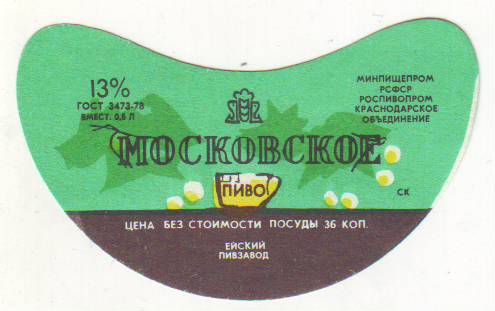 13%
ГОСТ 3473-78
ВМЕСТ. 0,5 Л
МИНПИЩЕПРОМ
РСФСР
РОСПИВОПРОМ
КРАСНОДАРСКОЕ
ОБЪЕДИНЕНИЕ
МОСКОВСКОЕ
ПИВО
СК
ЦЕНА БЕЗ СТОИМОСТИ ПОСУДЫ 36 КОП.
ЕЙСКИЙ
ПИВЗАВОД